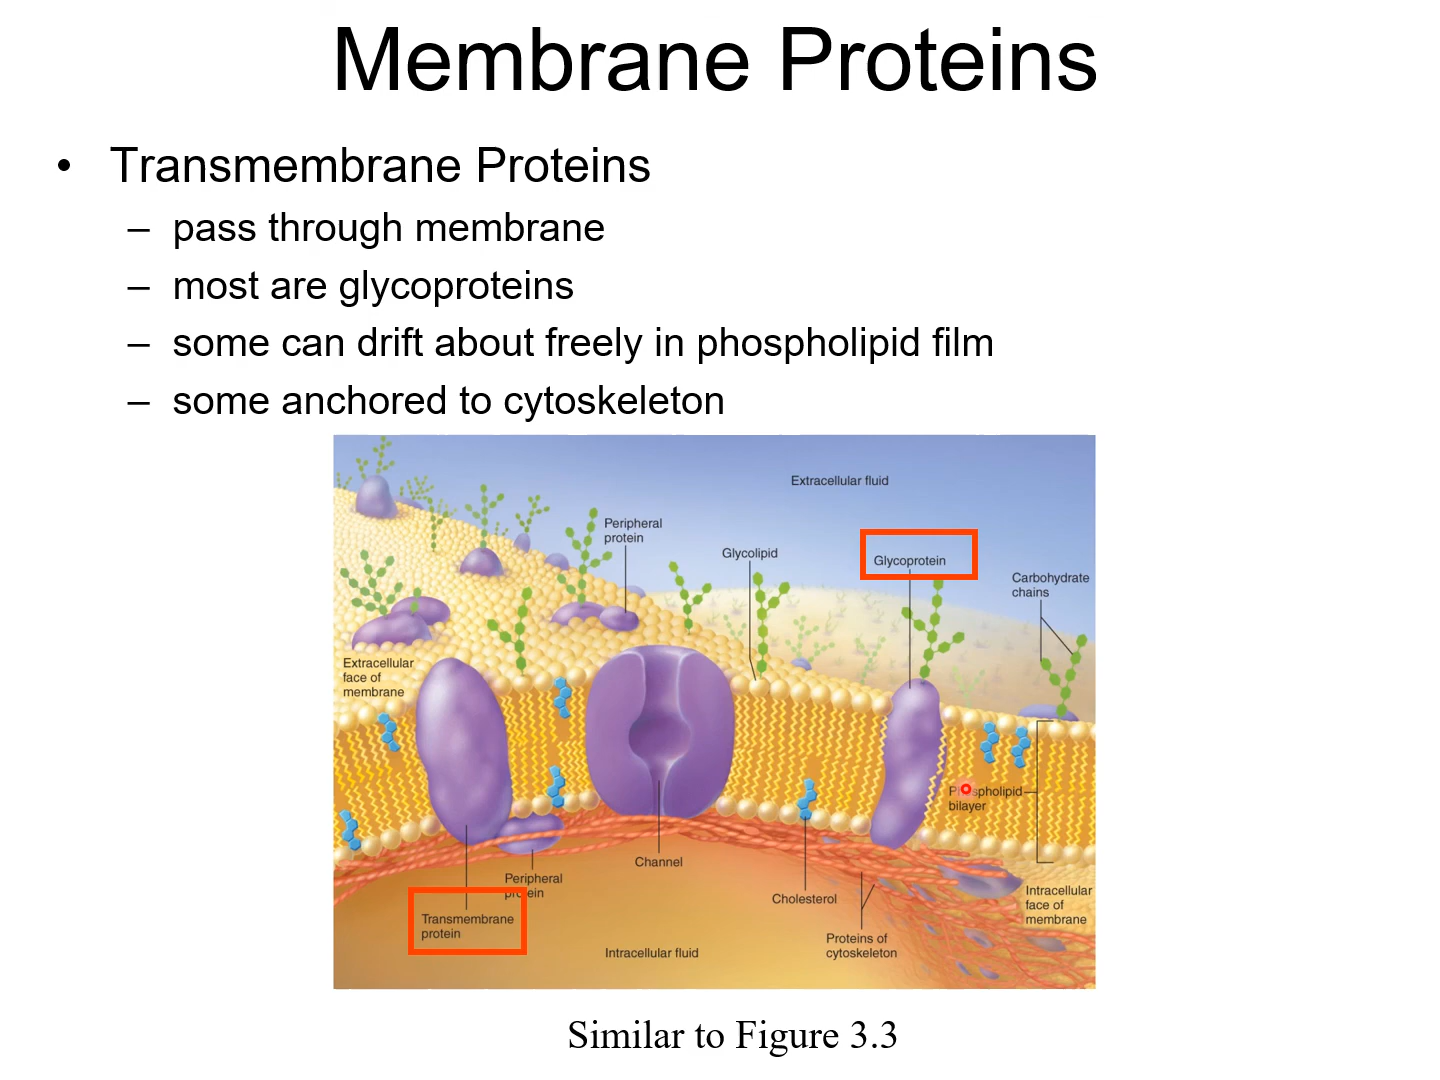 Membrane Proteins
• Transmembrane Proteins
– pass through membrane
– most are glycoproteins
– some can drift about freely in phospholipid film
– some anchored to cytoskeleton
Extracellular fluid
Peripheral
protein
Glycolipid
Glycoprotein
Carbohydrate
chains
Extracellular
face of
membrane
Phospholipid
bilayer
Channel
Peripheral
protein
Cholesterol
Transmembrane
protein
Intracellular
face of
membrane
Proteins of
cytoskeleton
Intracellular fluid
Similar to Figure 3.3